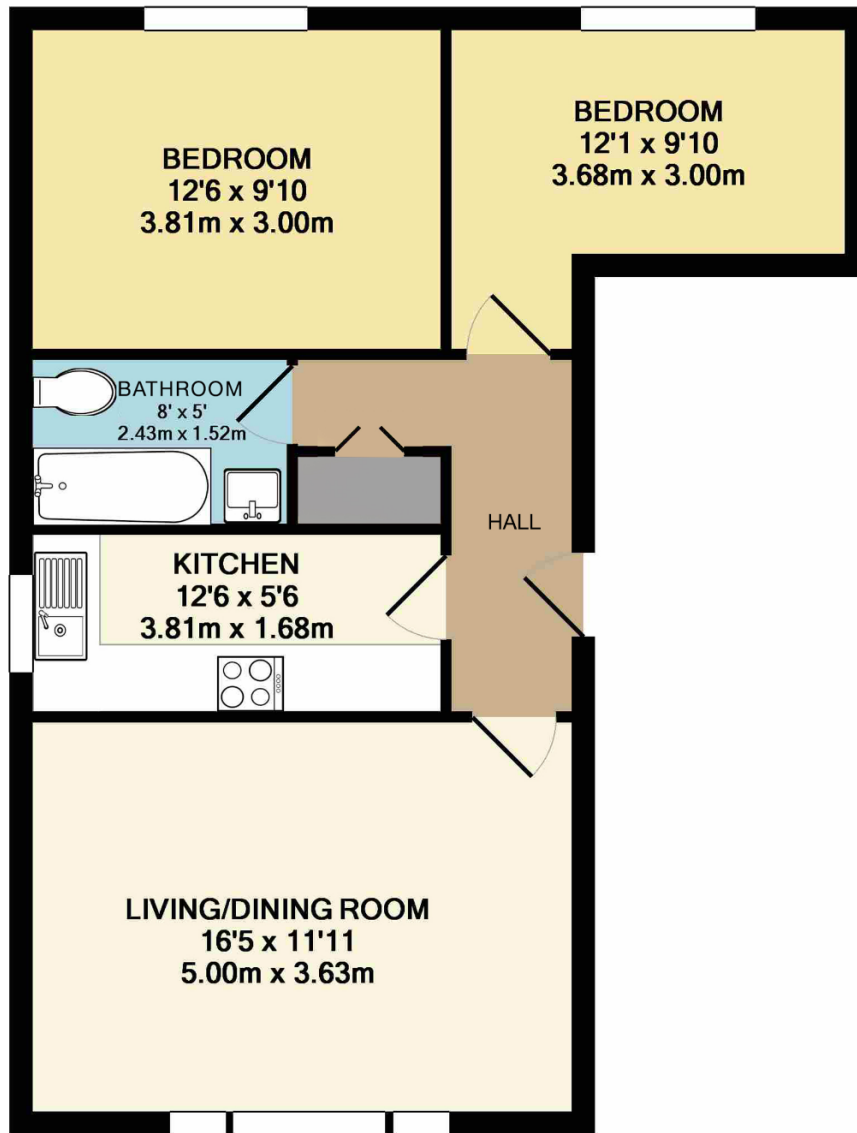 BEDROOM
12'6 x 9'10
3.81m x 3.00m
BEDROOM
12'1 x 9'10
3.68m x 3.00m
BATHROOM
8' x 5'
2.43m x 1.52m
HALL
KITCHEN
12'6 x 5'6
3.81m x 1.68m
LIVING/DINING ROOM
16'5 x 11'11
5.00m x 3.63m